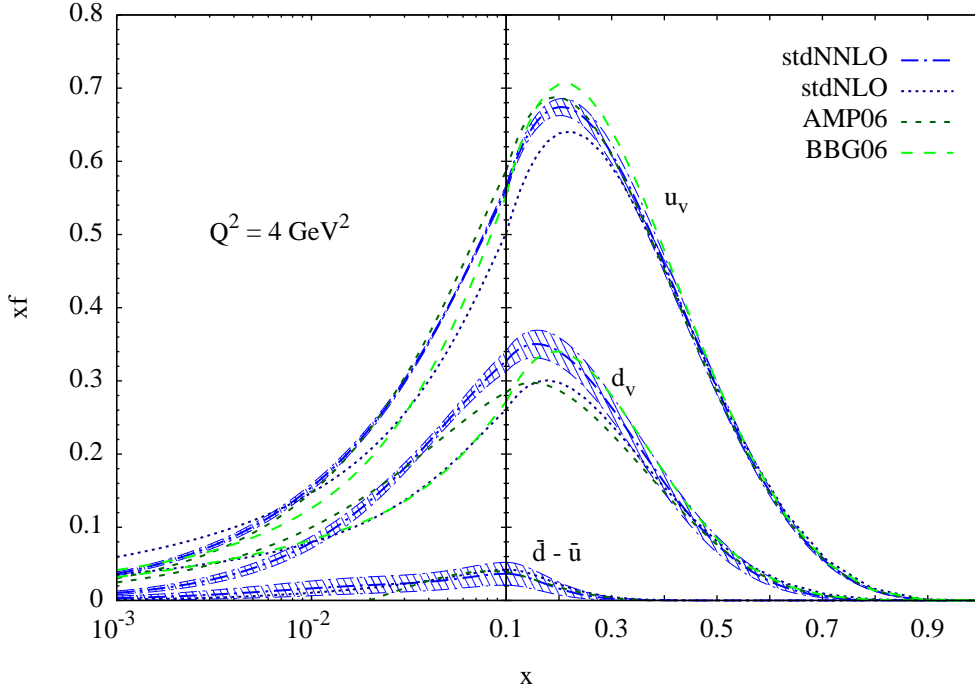 0.8
0.7
0.6
0.5
0.4
0.3
0.2
0.1
0
xf
stdNNLO
stdNLO
AMP06
BBG06
Q² = 4 GeV²
u_v
d_v
d̄ - ū
10⁻³ 10⁻² 0.1 0.3 0.5 0.7 0.9
x